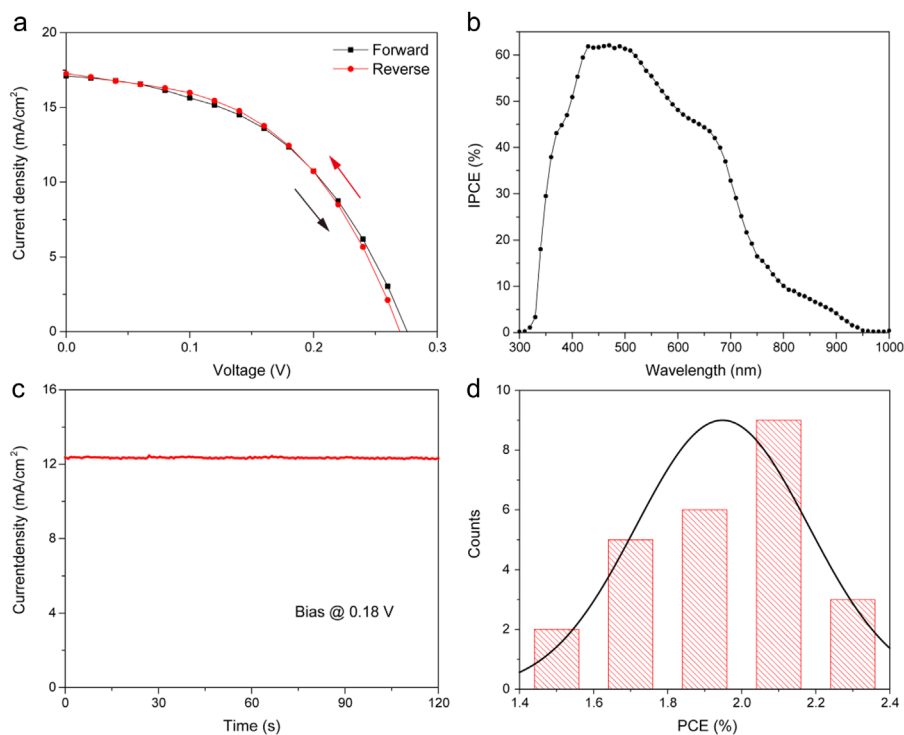 a
20
15
10
5
0
0.0 0.1 0.2 0.3
Current density (mA/cm²)
Voltage (V)
Forward
Reverse
b
60
50
40
30
20
10
0
300 400 500 600 700 800 900 1000
IPCE (%)
Wavelength (nm)
c
16
12
8
4
0
0 30 60 90 120
Currentdensity (mA/cm²)
Time (s)
Bias @ 0.18 V
d
10
8
6
4
2
0
1.4 1.6 1.8 2.0 2.2 2.4
Counts
PCE (%)